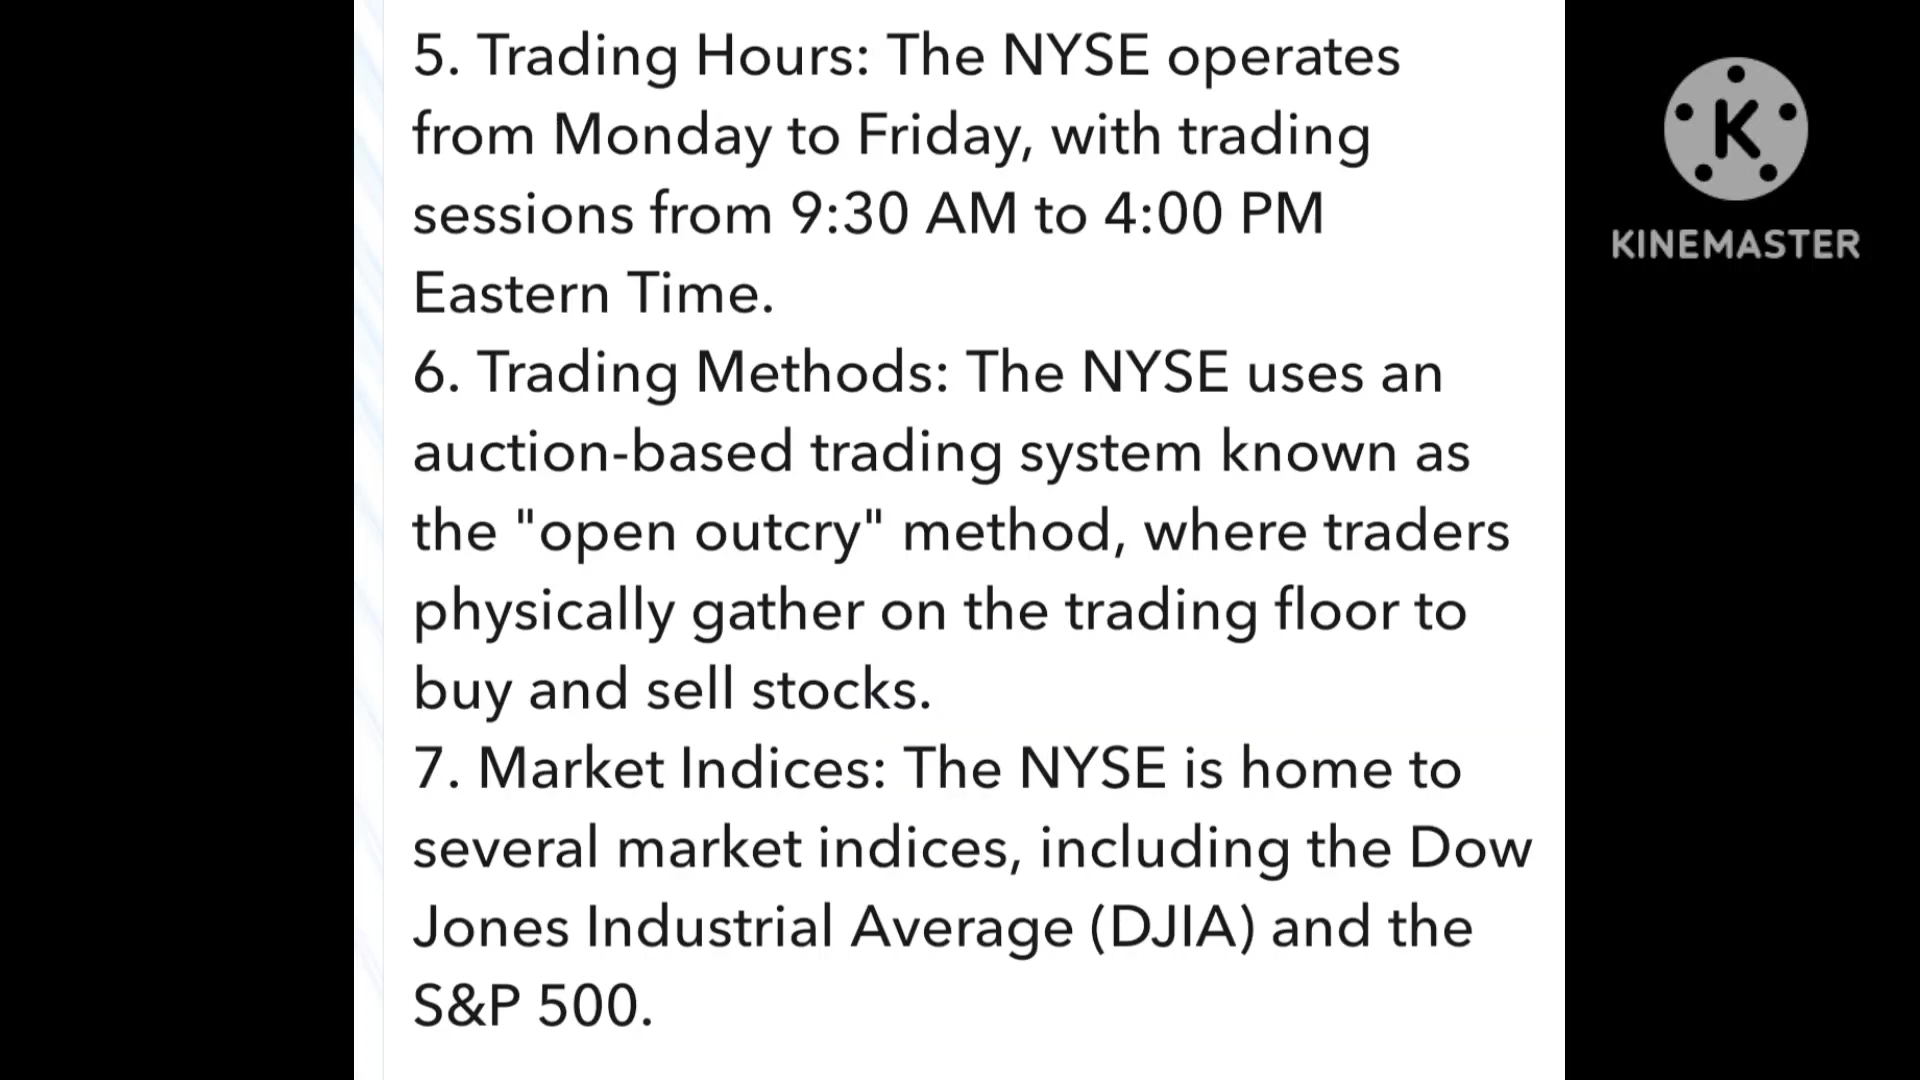 5. Trading Hours: The NYSE operates
from Monday to Friday, with trading
sessions from 9:30 AM to 4:00 PM
Eastern Time.
6. Trading Methods: The NYSE uses an
auction-based trading system known as
the "open outcry" method, where traders
physically gather on the trading floor to
buy and sell stocks.
7. Market Indices: The NYSE is home to
several market indices, including the Dow
Jones Industrial Average (DJIA) and the
S&P 500.
K
KINEMASTER